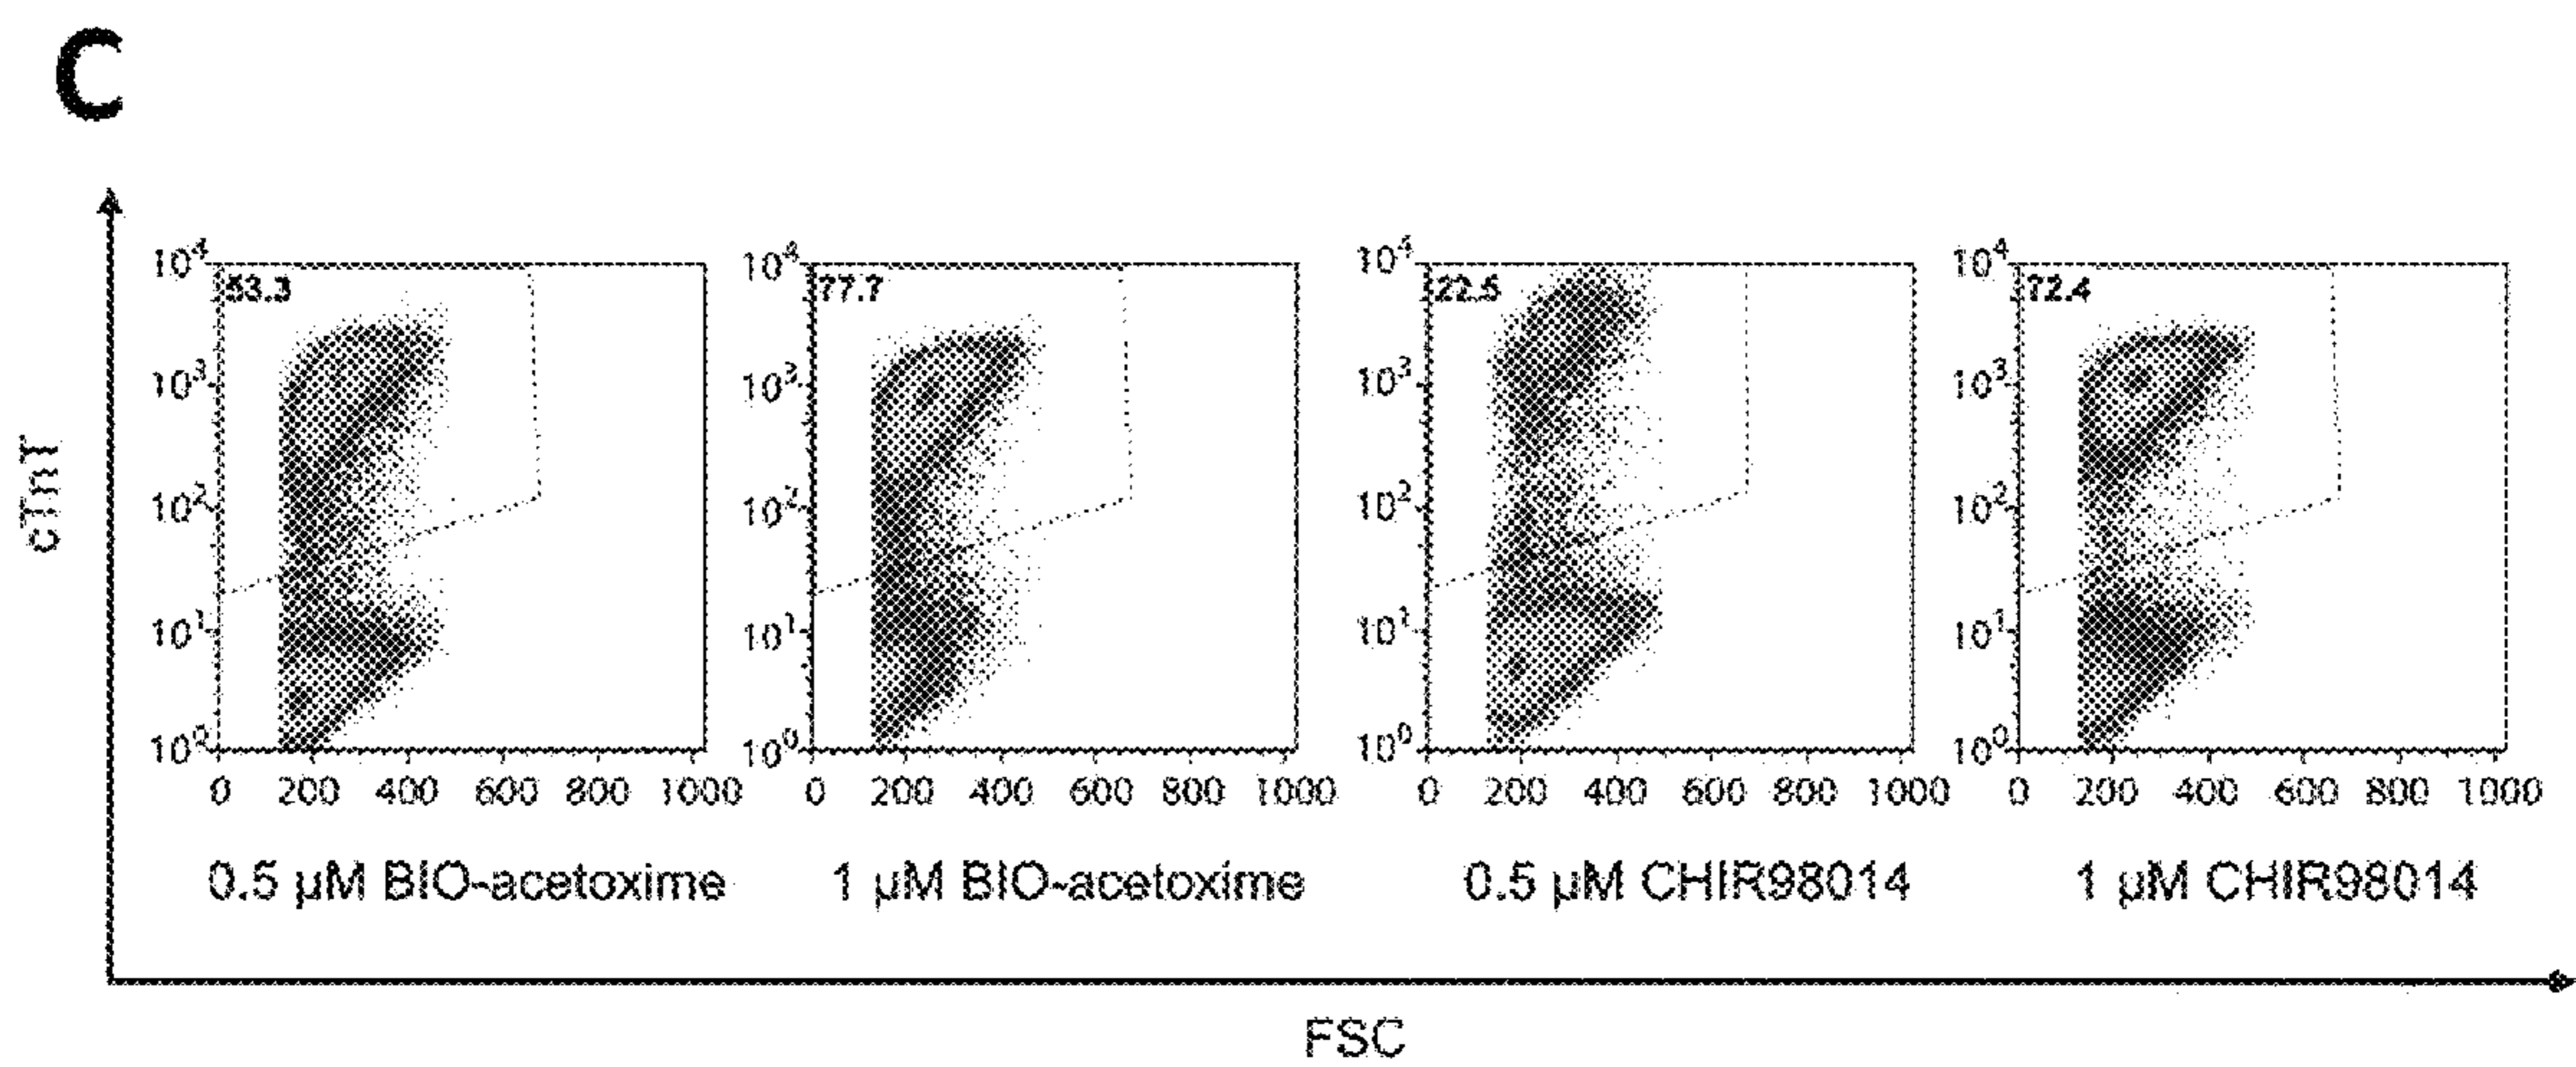 C
cTnT
53.3
10⁴
10³
10²
10¹
10⁰
0 200 400 600 800 1000
0.5 µM BIO-acetoxime
77.7
10⁴
10³
10²
10¹
10⁰
0 200 400 600 800 1000
1 µM BIO-acetoxime
22.5
10⁴
10³
10²
10¹
10⁰
0 200 400 600 800 1000
0.5 µM CHIR98014
72.4
10⁴
10³
10²
10¹
10⁰
0 200 400 600 800 1000
1 µM CHIR98014
FSC